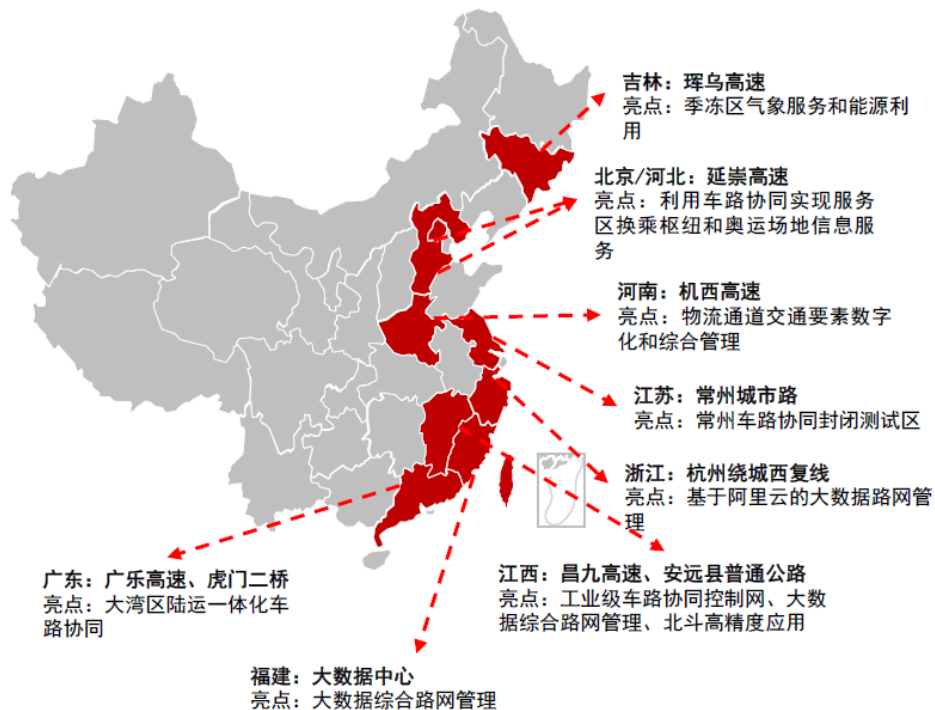 吉林：珲乌高速
亮点：季冻区气象服务和能源利
用
北京/河北：延崇高速
亮点：利用车路协同实现服务
区换乘枢纽和奥运场地信息服
务
河南：机西高速
亮点：物流通道交通要素数字
化和综合管理
江苏：常州城市路
亮点：常州车路协同封闭测试区
浙江：杭州绕城西复线
亮点：基于阿里云的大数据路网管
理
江西：昌九高速、安远县普通公路
亮点：工业级车路协同控制网、大数
据综合路网管理、北斗高精度应用
广东：广乐高速、虎门二桥
亮点：大湾区陆运一体化车
路协同
福建：大数据中心
亮点：大数据综合路网管理